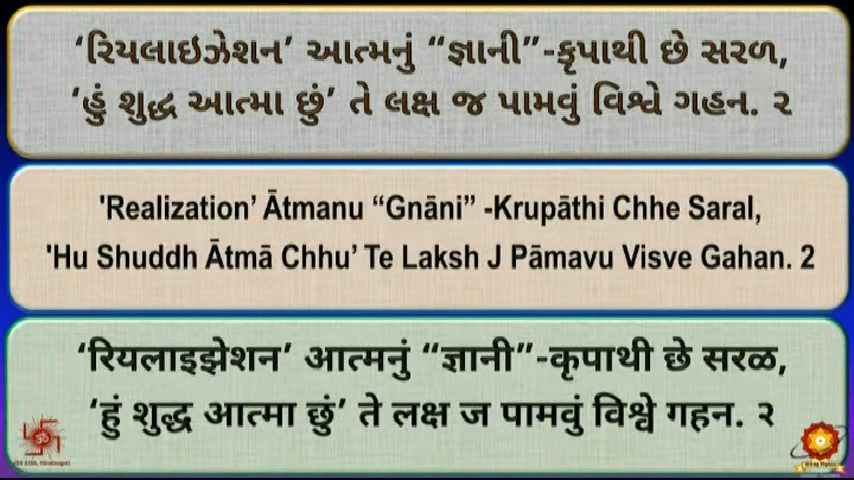 ‘રિયલાઇઝેશન’ આત્મનું “જ્ઞાની”-કૃપાથી છે સરળ,
‘હું શુદ્ધ આત્મા છું’ તે લક્ષ જ પામવું વિશ્વે ગહન. ૨
'Realization’ Ātmanu “Gnāni” -Krupāthi Chhe Saral,
'Hu Shuddh Ātmā Chhu’ Te Laksh J Pāmavu Visve Gahan. 2
‘रियलाइझेशन’ आत्मनुं “ज्ञानी”-कृपाथी छे सरळ,
‘हुं शुद्ध आत्मा छुं’ ते लक्ष ज पामवुं विश्वे गहन. २